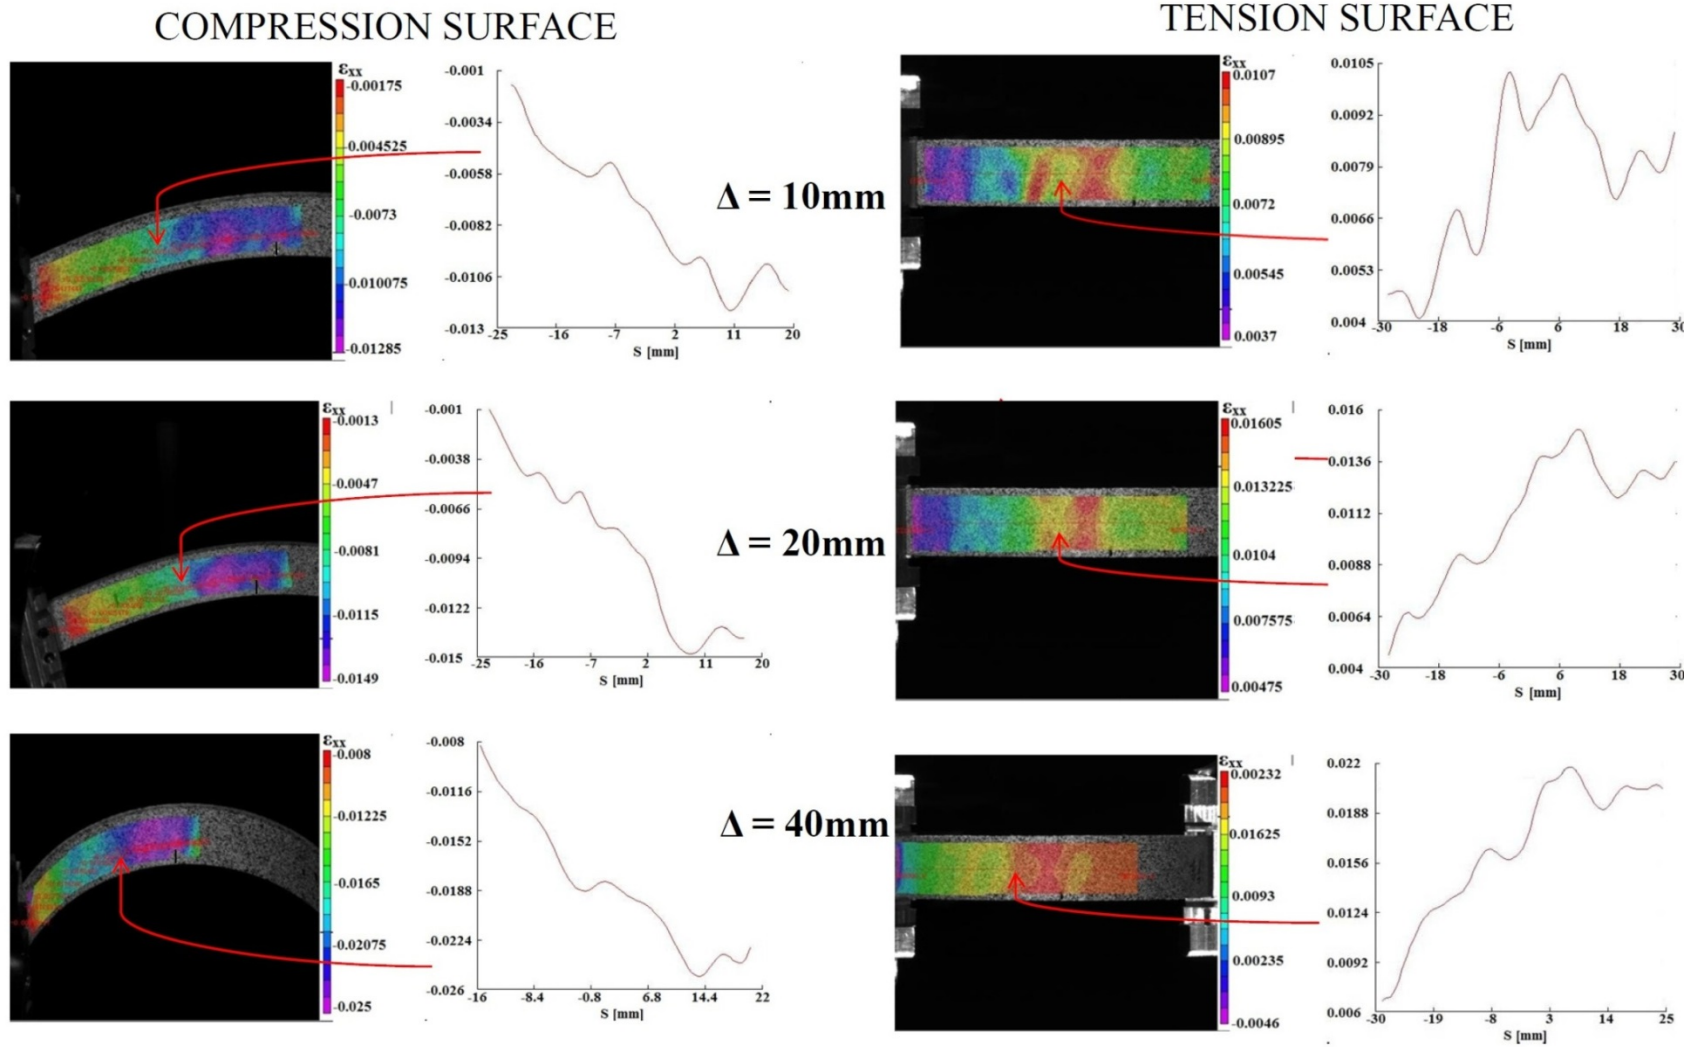 COMPRESSION SURFACE
TENSION SURFACE
εxx
-0.00175
0.004525
-0.0058
-0.0073
-0.010075
-0.01285
-0.001
-0.0034
-0.0082
-0.0106
-0.013
-25 -16 -7 2 11 20
S [mm]
Δ = 10mm
εxx
0.0107
0.00895
0.0072
0.00545
0.0037
0.0105
0.0092
0.0079
0.0066
0.0053
0.004
-30 -18 -6 6 18 30
S [mm]
εxx
-0.0013
-0.0047
-0.0081
-0.0115
-0.0149
-0.001
-0.0038
-0.0066
-0.0094
-0.0122
-0.015
-25 -16 -7 2 11 20
S [mm]
Δ = 20mm
εxx
0.01605
0.013225
0.0104
0.007575
0.00475
0.016
0.0136
0.0112
0.0088
0.0064
0.004
-30 -18 -6 6 18 30
S [mm]
εxx
-0.008
-0.01225
-0.0165
-0.02075
-0.025
-0.008
-0.0116
-0.0152
-0.0188
-0.0224
-0.026
-16 -8.4 -0.8 6.8 14.4 22
S [mm]
Δ = 40mm
εxx
0.00232
0.01625
0.0093
0.00235
-0.0046
0.022
0.0188
0.0156
0.0124
0.0092
0.006
-30 -19 -8 3 14 25
S [mm]